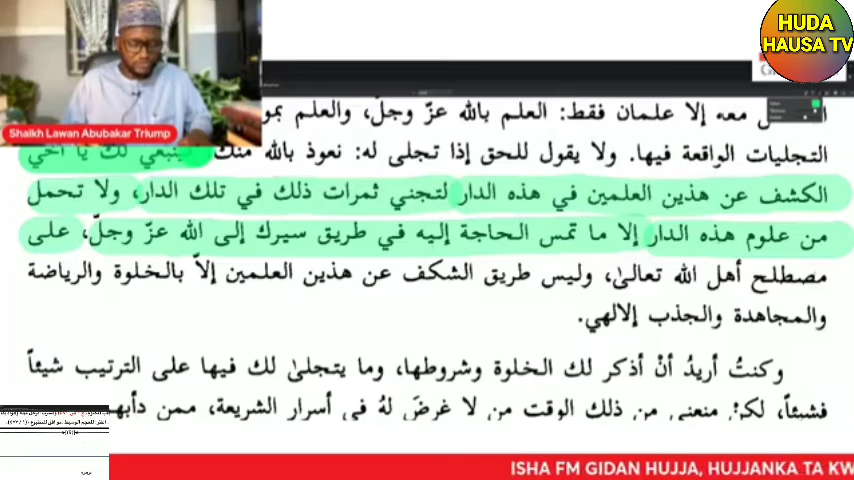 HUDA
HAUSA TV
Shaikh Lawan Abubakar Triump
معه إلا علمان فقط: العلم بالله عزّ وجلّ، والعلم
التجليات الواقعة فيها. ولا يقول للحق إذا تجلى له: نعوذ بالله منك لك يا أخي
الكشف عن هذين العلمين في هذه الدار لتجني ثمرات ذلك في تلك الدار، ولا تحمل
من علوم هذه الدار إلا ما تمس الحاجة إليه في طريق سيرك إلى الله عزّ وجلّ، على
مصطلح أهل الله تعالىٰ، وليس طريق الشكف عن هذين العلمين إلاّ بالخلوة والرياضة
والمجاهدة والجذب إلالهي.
وكنتُ أريدُ أنْ أذكر لك الخلوة وشروطها، وما يتجلىٰ لك فيها على الترتيب شيئاً
فشيئاً، لكنْ منعني من ذلك الوقت من لا غرضَ لهُ في أسرار الشريعة، ممن دأبهم
ISHA FM GIDAN HUJJA, HUJJANKA TA KW